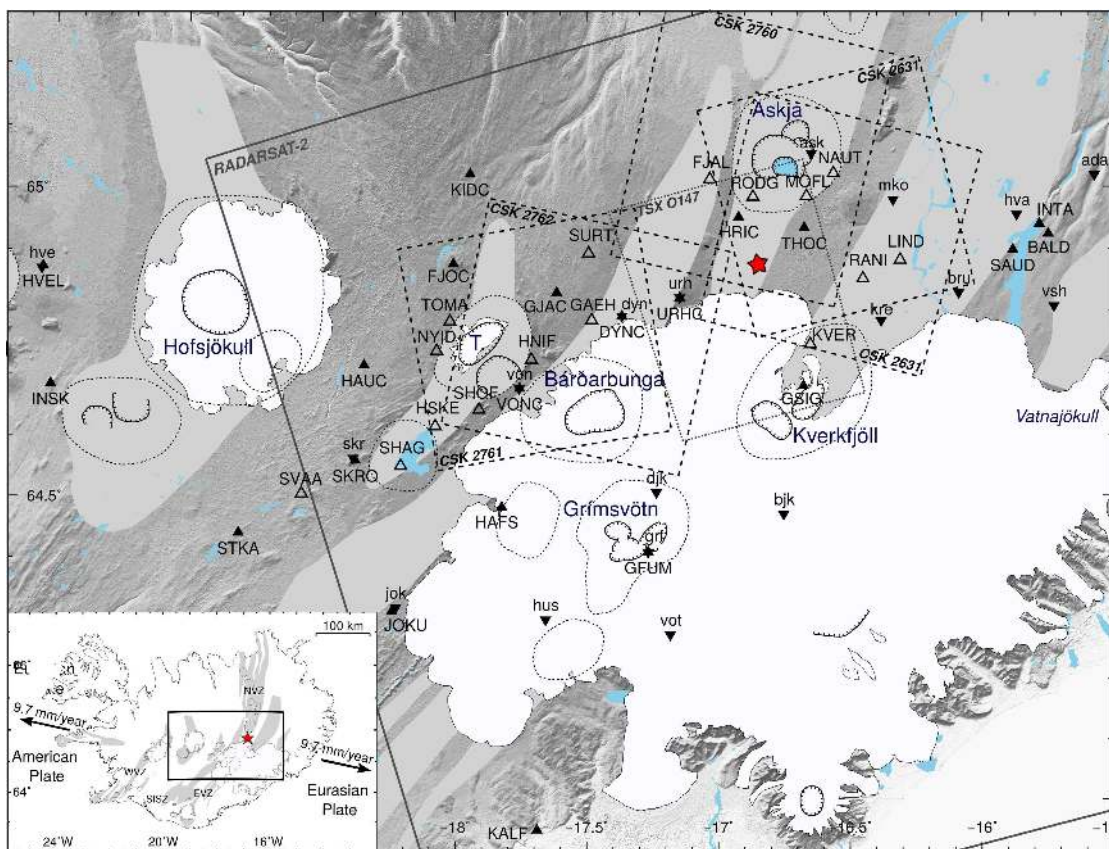 CSK 2760
CSK 2631
Askja
ask
NAUT
FJAL
RODG
MOFL
RADARSAT-2
KIDC
TSX O147
mko
ada
hva
INTA
BALD
SAUD
CSK 2762
SURT
HRIC
THOC
LIND
RANI
hve
HVEL
FJOC
TOMA
GJAC
GAEH
dyn
DYNC
urh
URHC
bru
vsh
kre
NYID
T
HNIF
KVER
CSK 2631
Hofsjökull
HAUC
SHOF
von
VONC
Bárðarbunga
GSIG
INSK
HSKE
Kverkfjöll
Vatnajökull
skr
SKRO
SHAG
CSK 2761
SVAA
64.5
65
STKA
HAFS
Grímsvötn
djk
bjk
grf
GFUM
jok
JOKU
hus
vot
100 km
NVZ
9.7 mm/year
American
Plate
WVZ
SISZ
EVZ
9.7 mm/year
Eurasian
Plate
64°
24°W
20°W
16°W
KALF
-18
-17.5
-17
-16.5
-16